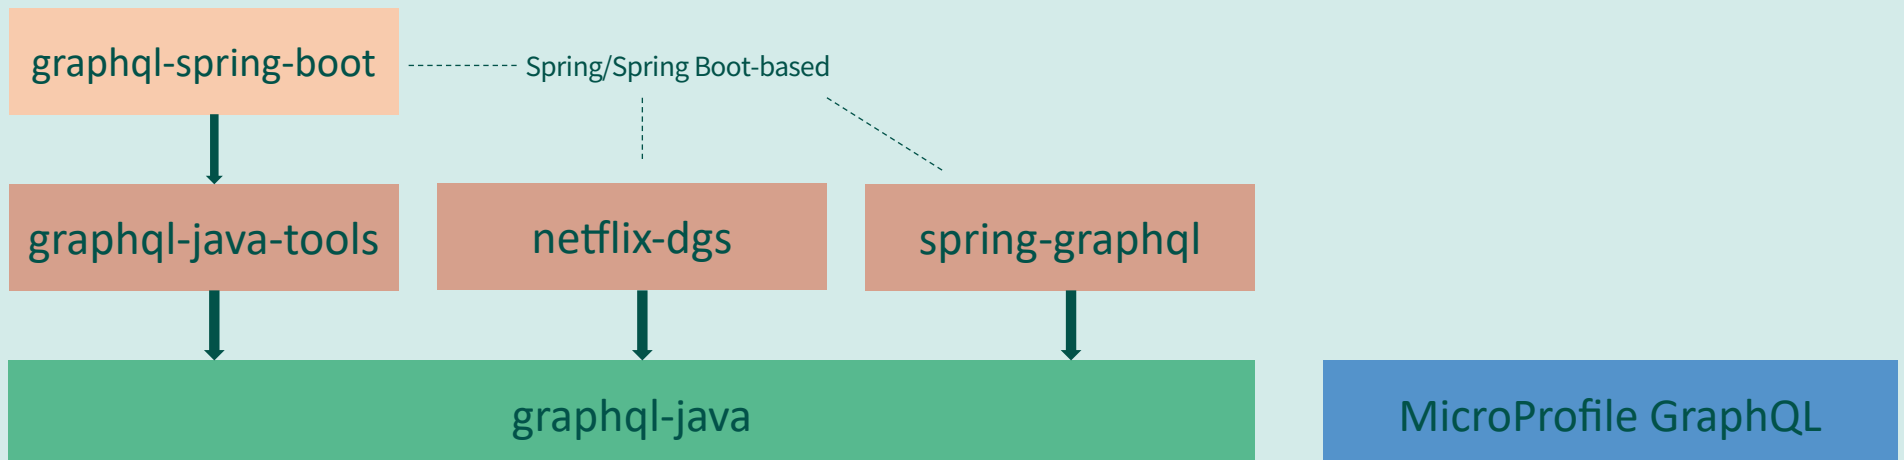 graphql-spring-boot
Spring/Spring Boot-based
graphql-java-tools
netflix-dgs
spring-graphql
graphql-java
MicroProfile GraphQL